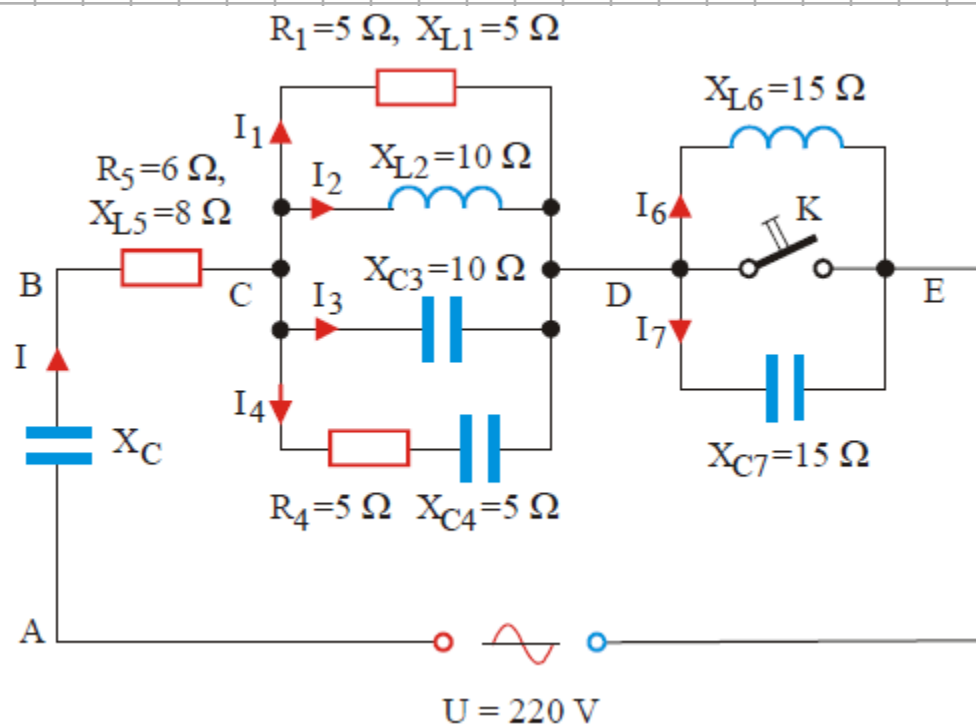 R1=5 Ω, XL1=5 Ω
XL6=15 Ω
I1
R5=6 Ω,
XL5=8 Ω
I2
XL2=10 Ω
I6
K
B
C
XC3=10 Ω
I3
D
E
I
I7
I4
XC
XC7=15 Ω
R4=5 Ω XC4=5 Ω
A
U = 220 V